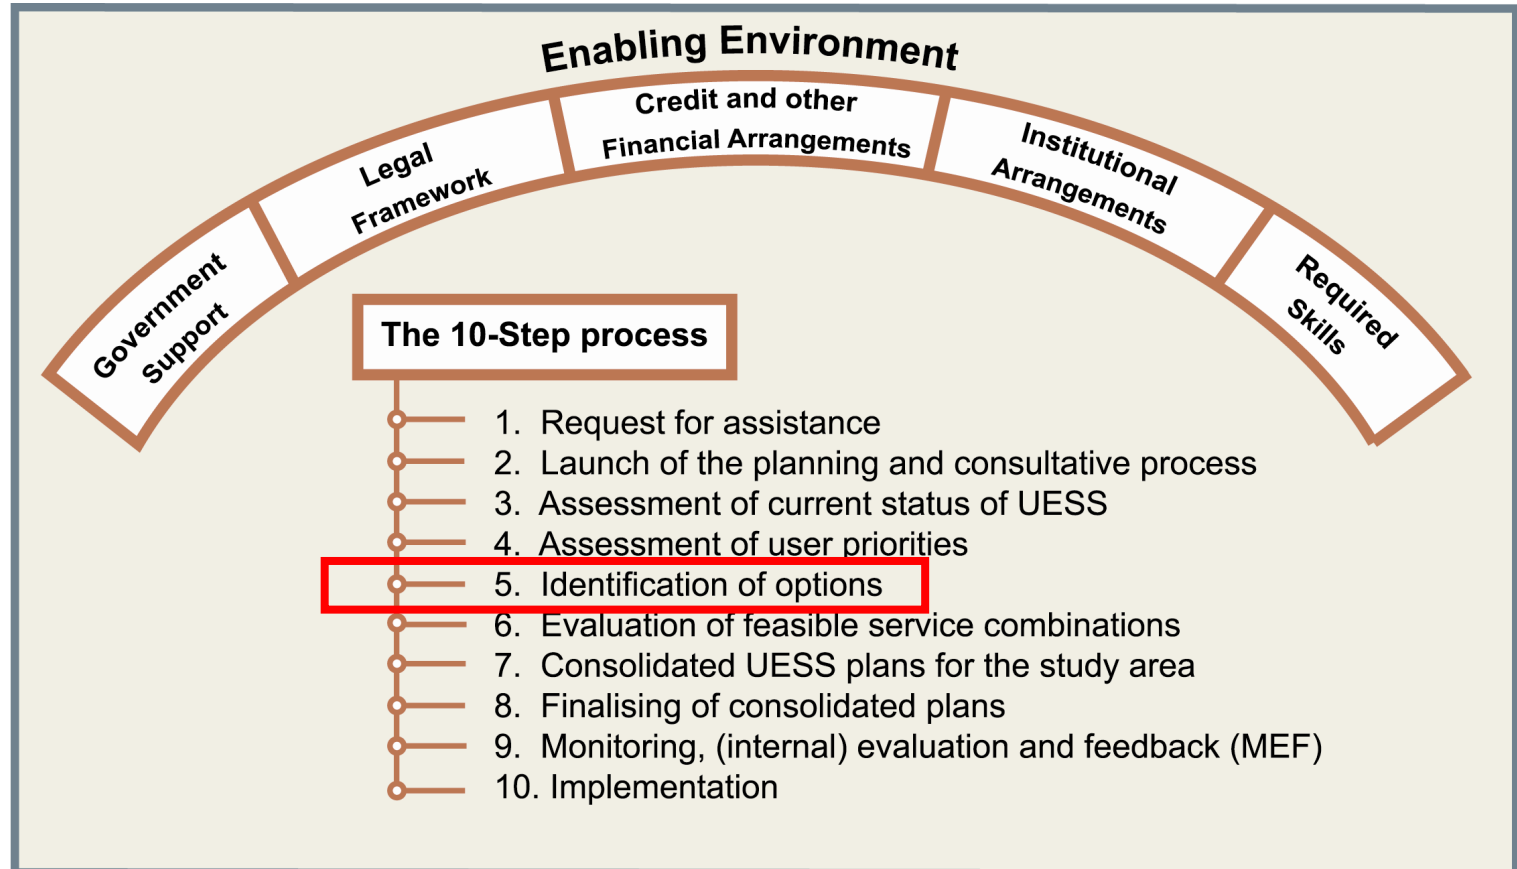 Enabling Environment
Government
Support
Legal
Framework
Credit and other
Financial Arrangements
Institutional
Arrangements
Required
Skills
The 10-Step process
1. Request for assistance
2. Launch of the planning and consultative process
3. Assessment of current status of UESS
4. Assessment of user priorities
5. Identification of options
6. Evaluation of feasible service combinations
7. Consolidated UESS plans for the study area
8. Finalising of consolidated plans
9. Monitoring, (internal) evaluation and feedback (MEF)
10. Implementation